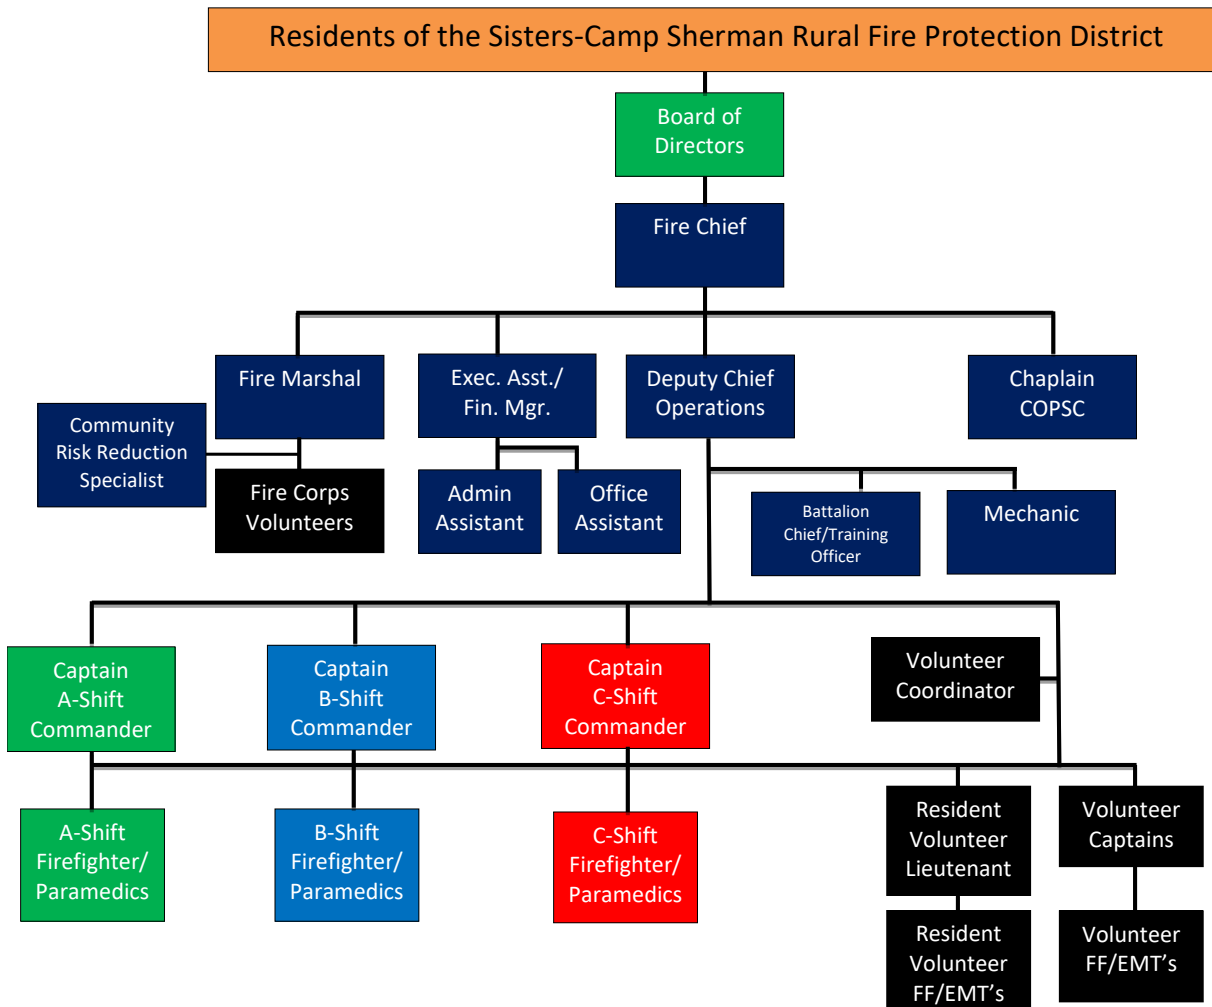 Residents of the Sisters-Camp Sherman Rural Fire Protection District
Board of
Directors
Fire Chief
Fire Marshal
Exec. Asst./
Fin. Mgr.
Deputy Chief
Operations
Chaplain
COPSC
Community
Risk Reduction
Specialist
Fire Corps
Volunteers
Admin
Assistant
Office
Assistant
Battalion
Chief/Training
Officer
Mechanic
Captain
A-Shift
Commander
Captain
B-Shift
Commander
Captain
C-Shift
Commander
Volunteer
Coordinator
A-Shift
Firefighter/
Paramedics
B-Shift
Firefighter/
Paramedics
C-Shift
Firefighter/
Paramedics
Resident
Volunteer
Lieutenant
Volunteer
Captains
Resident
Volunteer
FF/EMT’s
Volunteer
FF/EMT’s